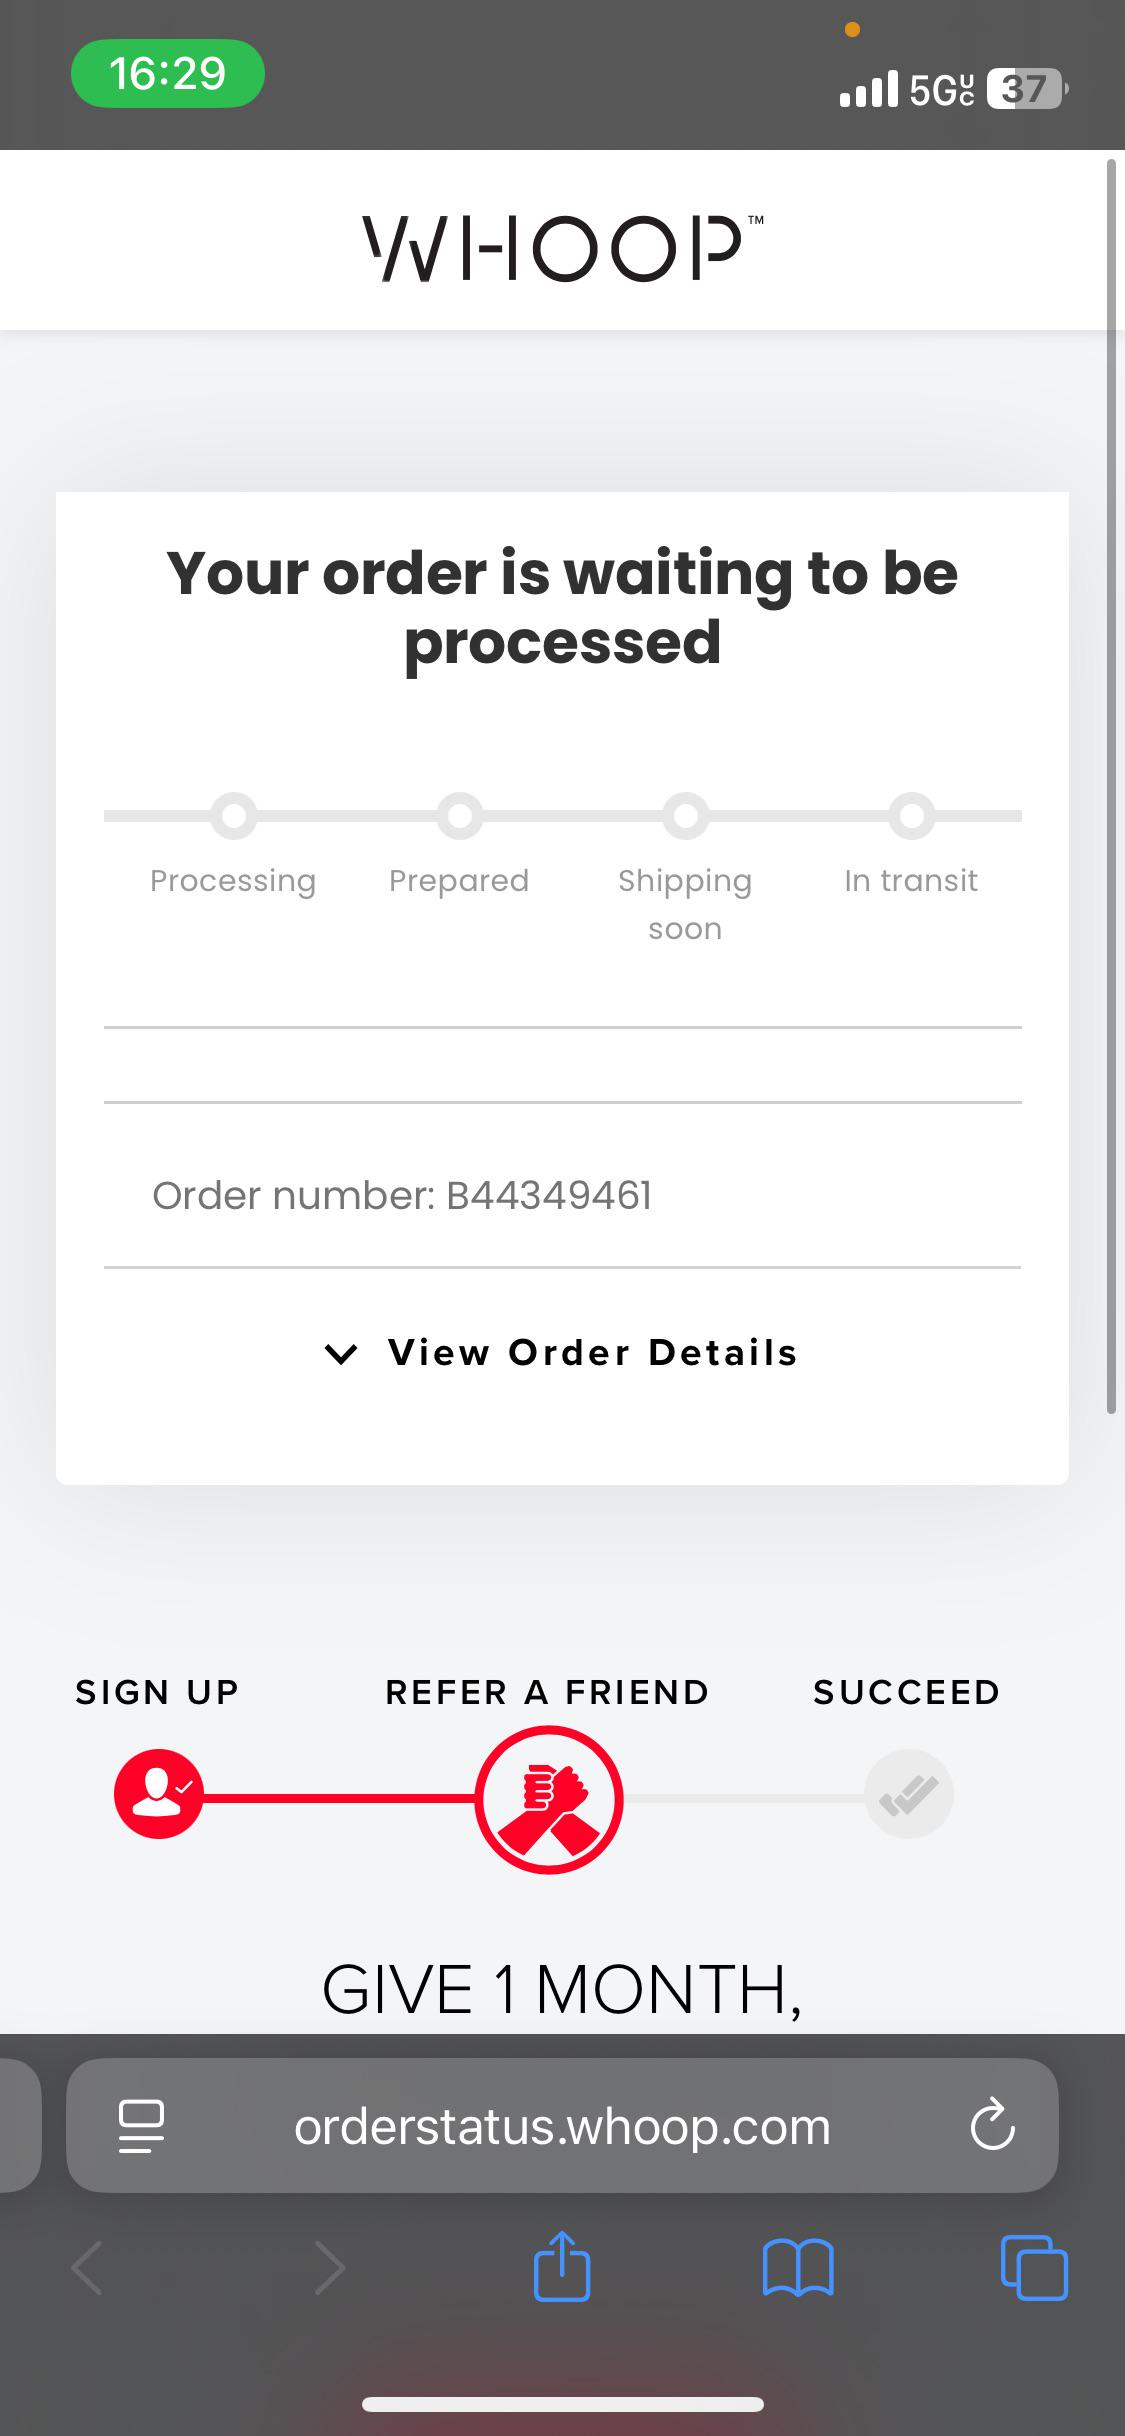 16:29
5G UC
37
WHOOP™
Your order is waiting to be
processed
Processing
Prepared
Shipping
soon
In transit
Order number: B44349461
View Order Details
SIGN UP
REFER A FRIEND
SUCCEED
GIVE 1 MONTH,
orderstatus.whoop.com